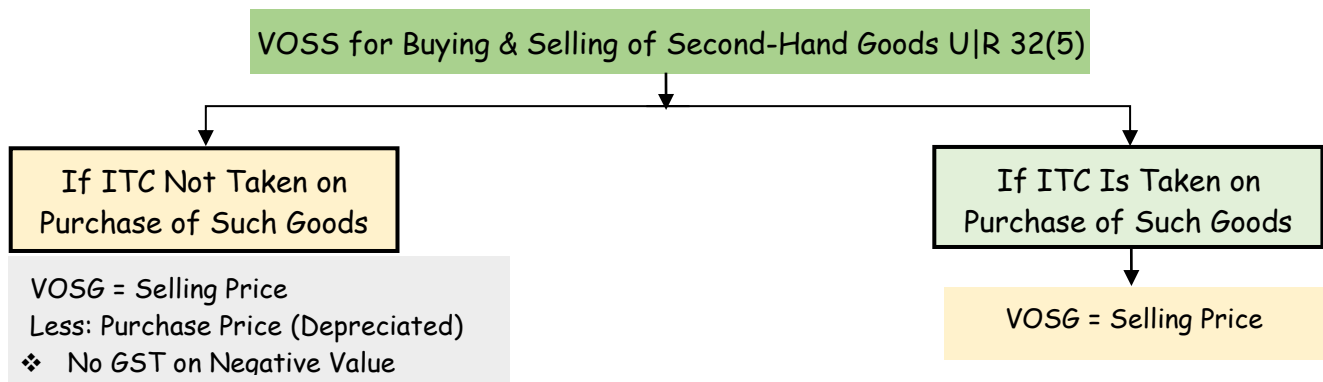 VOSS for Buying & Selling of Second-Hand Goods U|R 32(5)
If ITC Not Taken on
Purchase of Such Goods
VOSG = Selling Price
Less: Purchase Price (Depreciated)
❖ No GST on Negative Value
If ITC Is Taken on
Purchase of Such Goods
VOSG = Selling Price